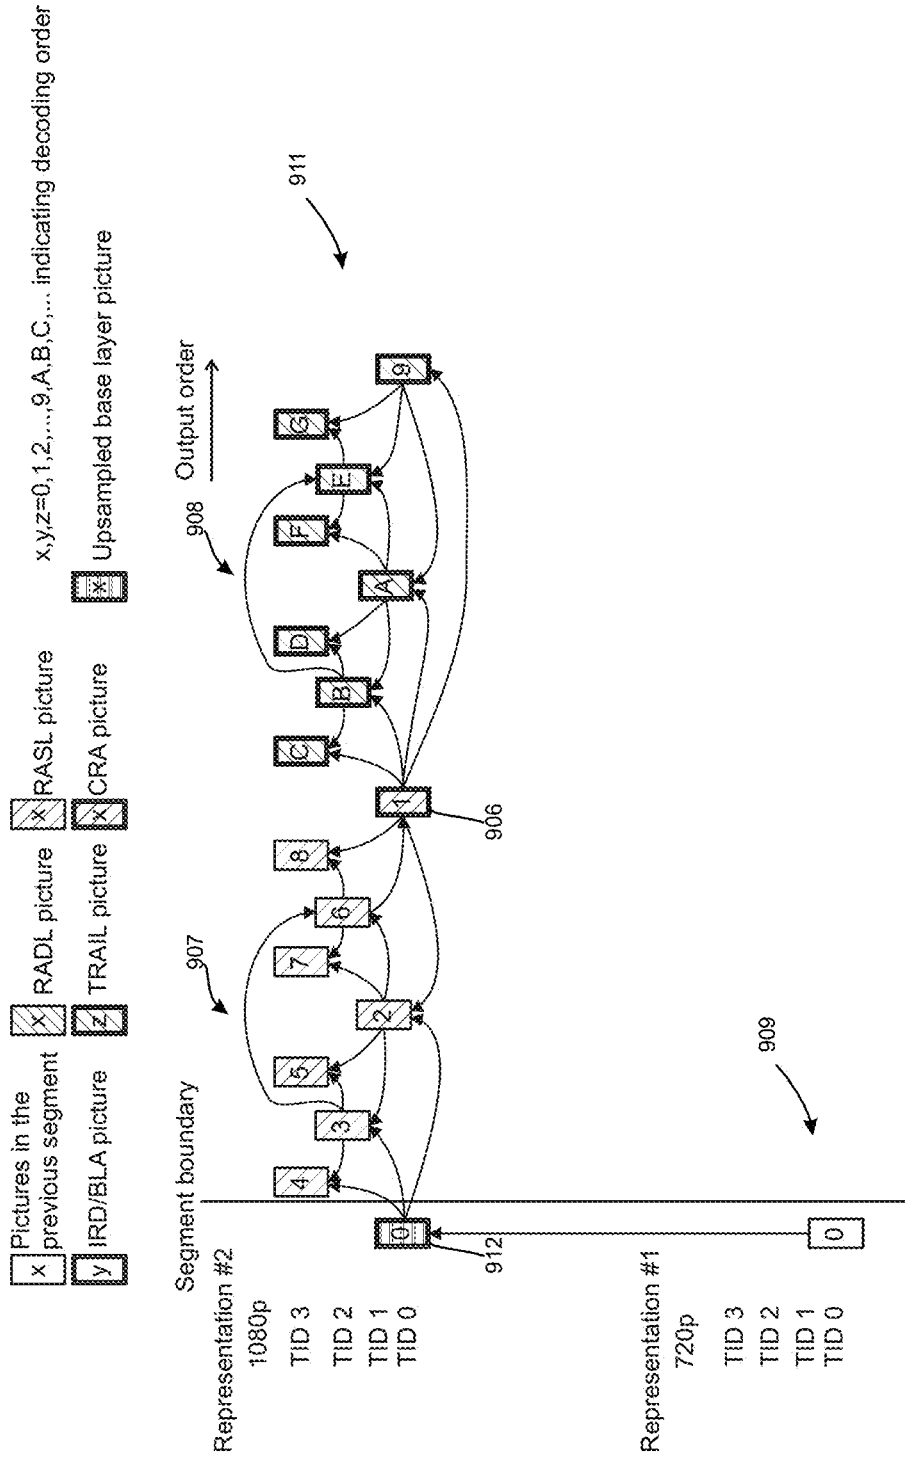 x Pictures in the previous segment
x RADL picture
x RASL picture
x,y,z=0,1,2,...,9,A,B,C,... indicating decoding order
y IRD/BLA picture
z TRAIL picture
x CRA picture
x Upsampled base layer picture
Segment boundary
Output order
Representation #2
1080p
TID 3
TID 2
TID 1
TID 0
907
908
911
4 5 7 8 C D F G
3 6 B E
2 A
0 1 9
912
906
Representation #1
720p
TID 3
TID 2
TID 1
TID 0
909
0